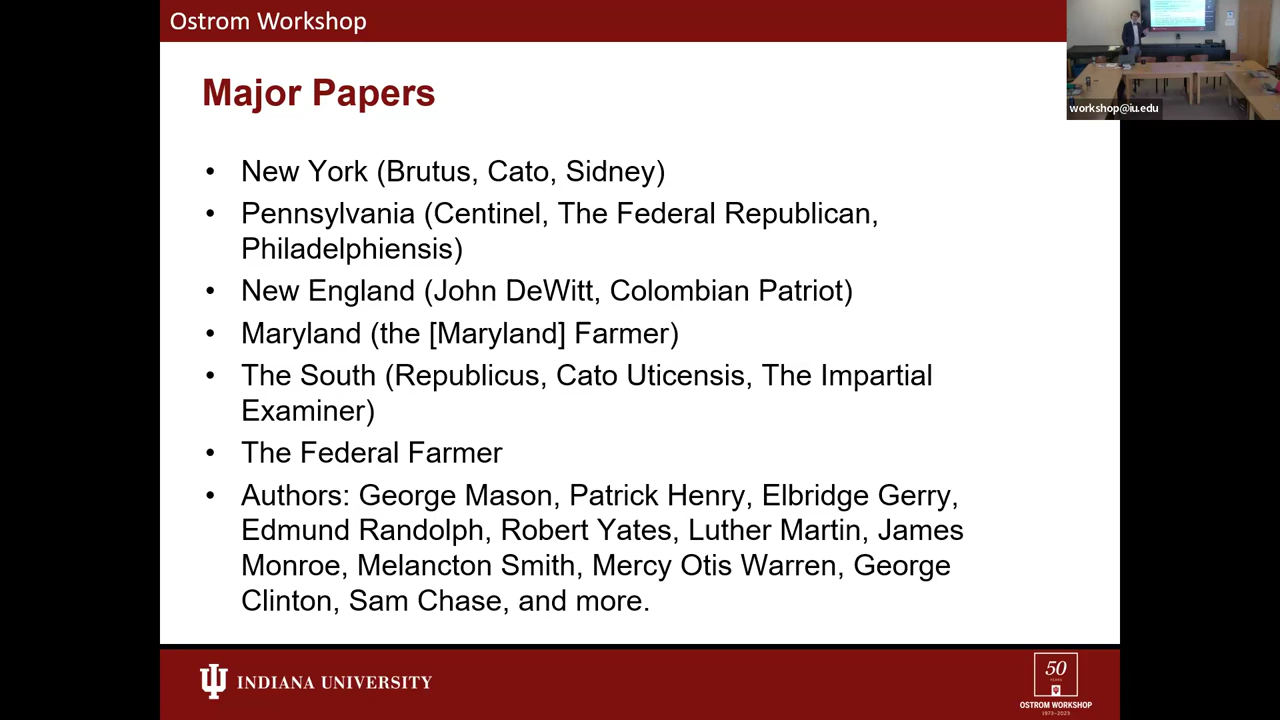 Ostrom Workshop
workshop@iu.edu
Major Papers
• New York (Brutus, Cato, Sidney)
• Pennsylvania (Centinel, The Federal Republican,
Philadelphiensis)
• New England (John DeWitt, Colombian Patriot)
• Maryland (the [Maryland] Farmer)
• The South (Republicus, Cato Uticensis, The Impartial
Examiner)
• The Federal Farmer
• Authors: George Mason, Patrick Henry, Elbridge Gerry,
Edmund Randolph, Robert Yates, Luther Martin, James
Monroe, Melancton Smith, Mercy Otis Warren, George
Clinton, Sam Chase, and more.
INDIANA UNIVERSITY
50
YEARS
OSTROM WORKSHOP
1973–2023